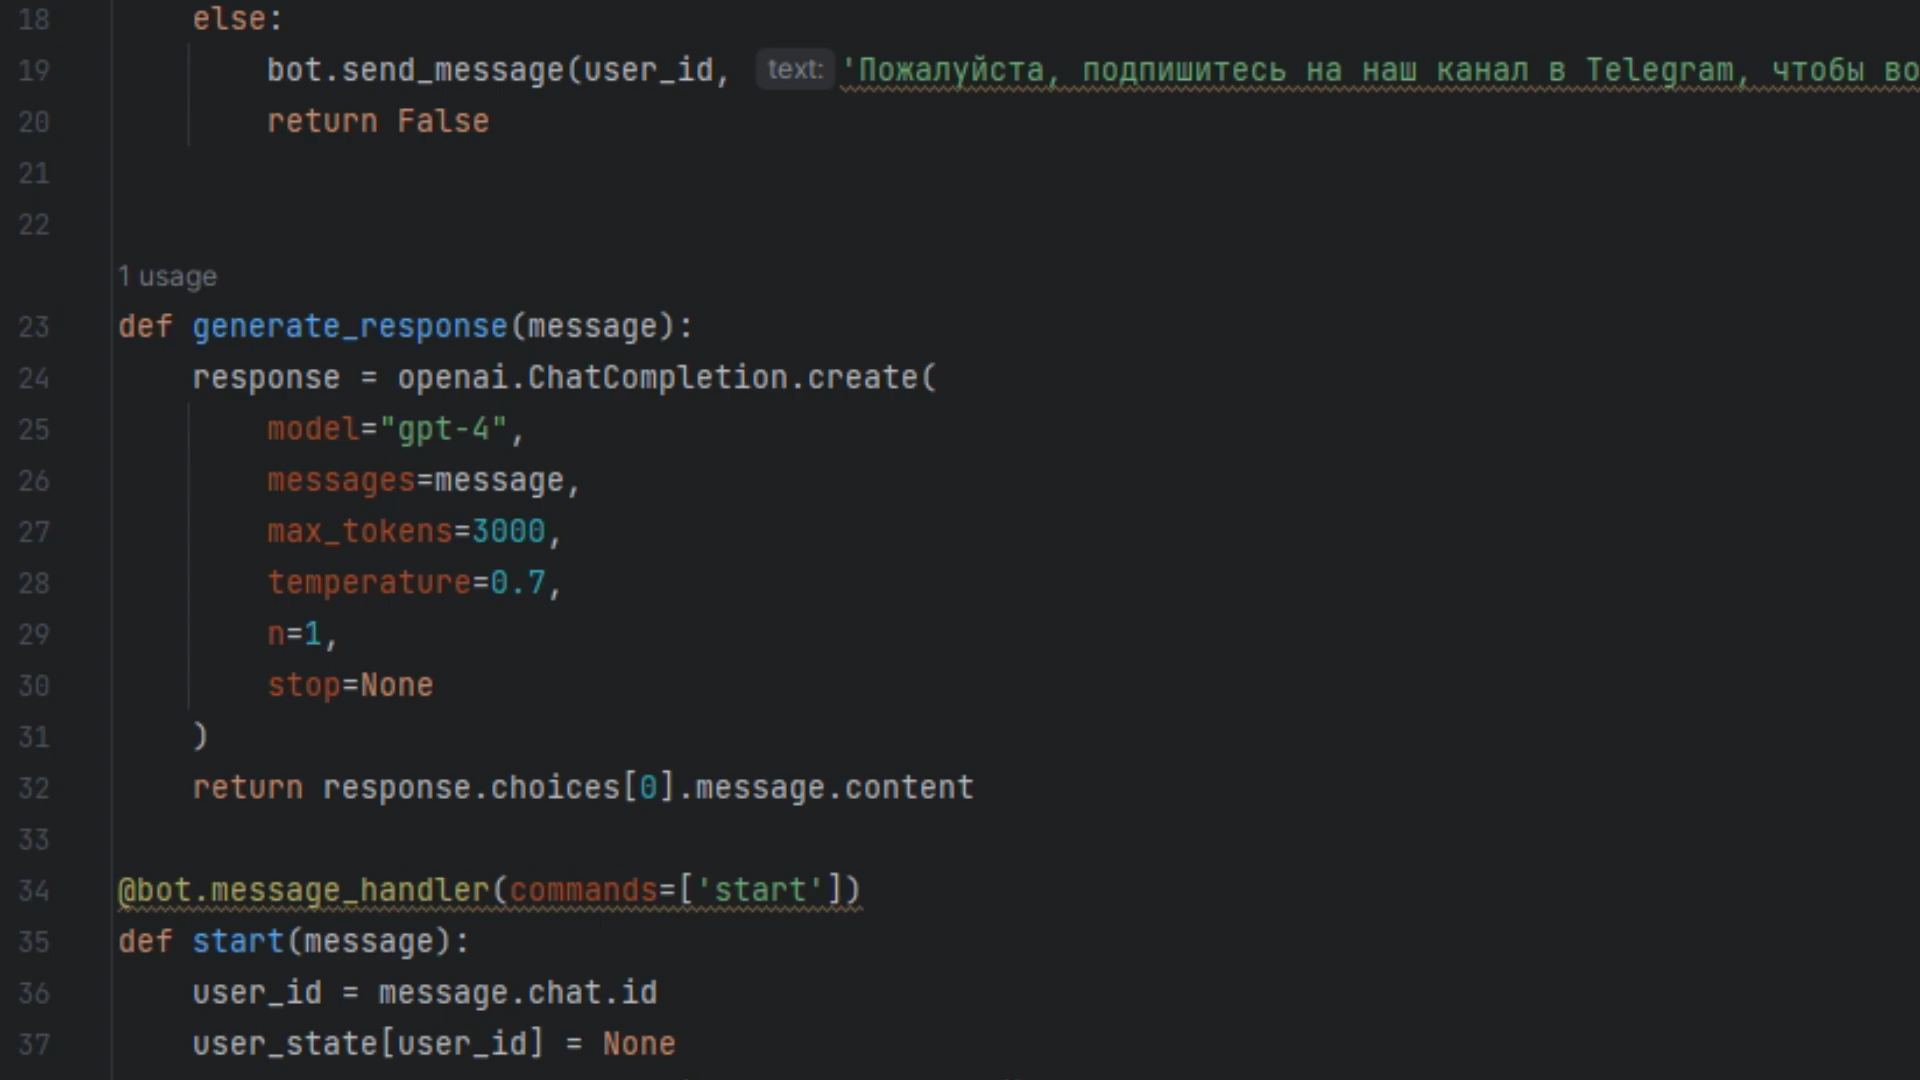 18 else:
19 bot.send_message(user_id, text: 'Пожалуйста, подпишитесь на наш канал в Telegram, чтобы во
20 return False
21
22
1 usage
23 def generate_response(message):
24 response = openai.ChatCompletion.create(
25 model="gpt-4",
26 messages=message,
27 max_tokens=3000,
28 temperature=0.7,
29 n=1,
30 stop=None
31 )
32 return response.choices[0].message.content
33
34 @bot.message_handler(commands=['start'])
35 def start(message):
36 user_id = message.chat.id
37 user_state[user_id] = None